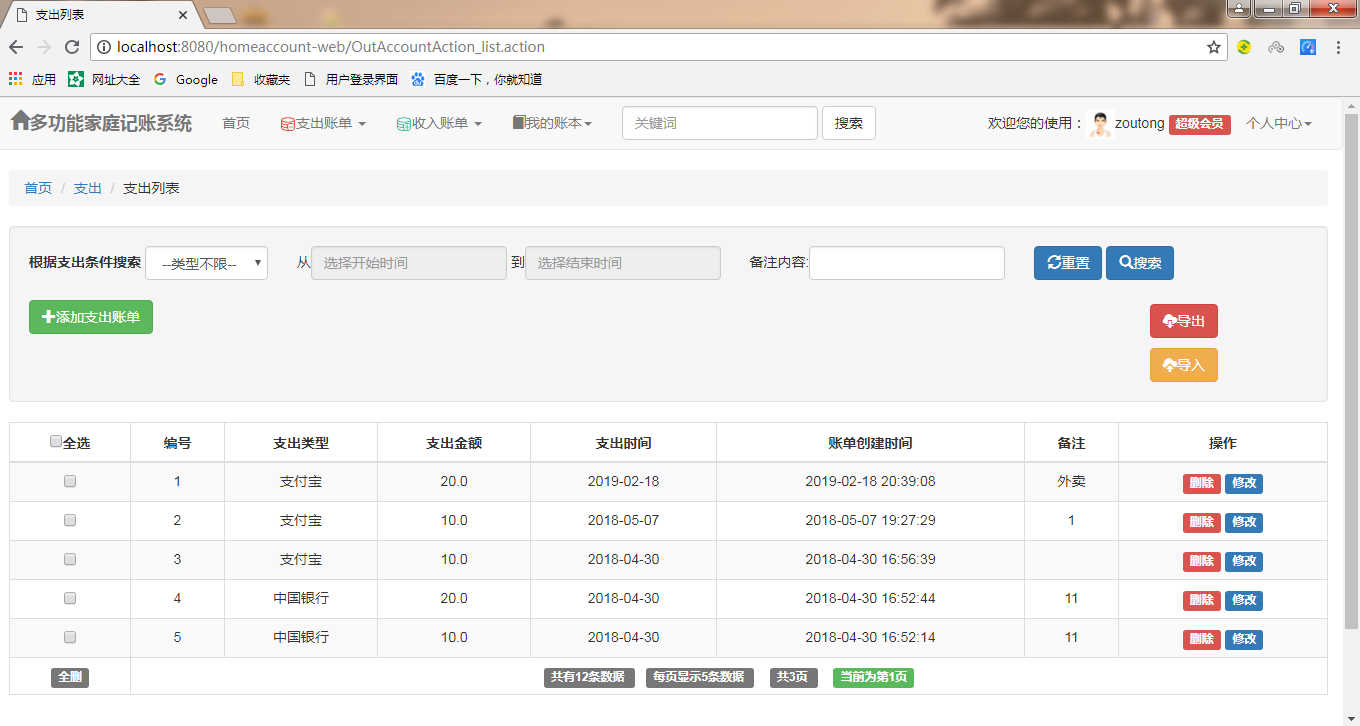 支出列表
localhost:8080/homeaccount-web/OutAccountAction_list.action
应用 网址大全 Google 收藏夹 用户登录界面 百度一下，你就知道
多功能家庭记账系统 首页 支出账单 收入账单 我的账本 关键词 搜索 欢迎您的使用： zoutong 超级会员 个人中心
首页 / 支出 / 支出列表
根据支出条件搜索 --类型不限-- 从 选择开始时间 到 选择结束时间 备注内容: 重置 搜索
添加支出账单 导出
导入
全选 编号 支出类型 支出金额 支出时间 账单创建时间 备注 操作
1 支付宝 20.0 2019-02-18 2019-02-18 20:39:08 外卖 删除 修改
2 支付宝 10.0 2018-05-07 2018-05-07 19:27:29 1 删除 修改
3 支付宝 10.0 2018-04-30 2018-04-30 16:56:39 删除 修改
4 中国银行 20.0 2018-04-30 2018-04-30 16:52:44 11 删除 修改
5 中国银行 10.0 2018-04-30 2018-04-30 16:52:14 11 删除 修改
全删 共有12条数据 每页显示5条数据 共3页 当前为第1页